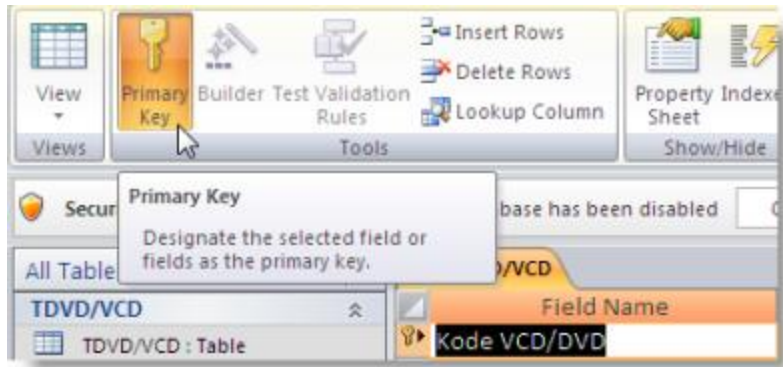 View
Primary Key
Builder
Test Validation Rules
Insert Rows
Delete Rows
Lookup Column
Property Sheet
Views
Tools
Show/Hide
Primary Key
Designate the selected field or
fields as the primary key.
base has been disabled
All Table
/VCD
TDVD/VCD
Field Name
TDVD/VCD : Table
Kode VCD/DVD